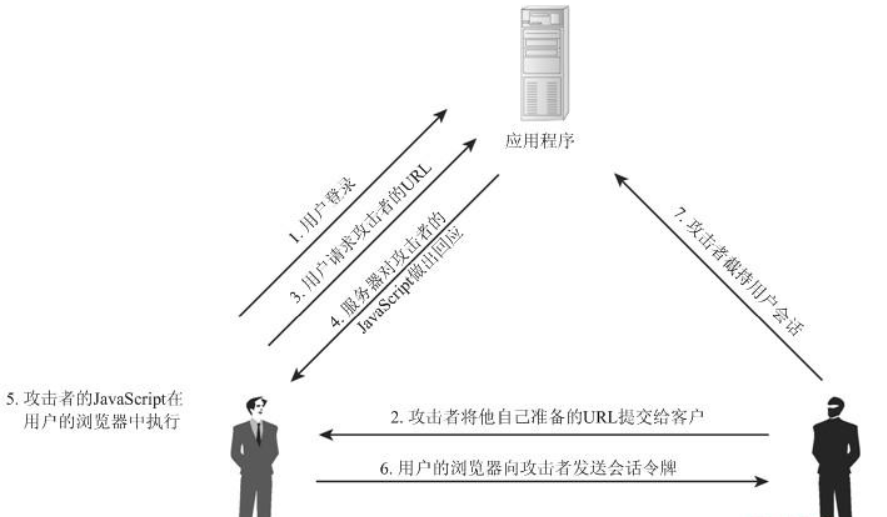 应用程序
1. 用户登录
3. 用户请求攻击者的URL
4. 服务器对攻击者的
JavaScript做出回应
7. 攻击者截持用户会话
5. 攻击者的JavaScript在
用户的浏览器中执行
2. 攻击者将他自己准备的URL提交给客户
6. 用户的浏览器向攻击者发送会话令牌